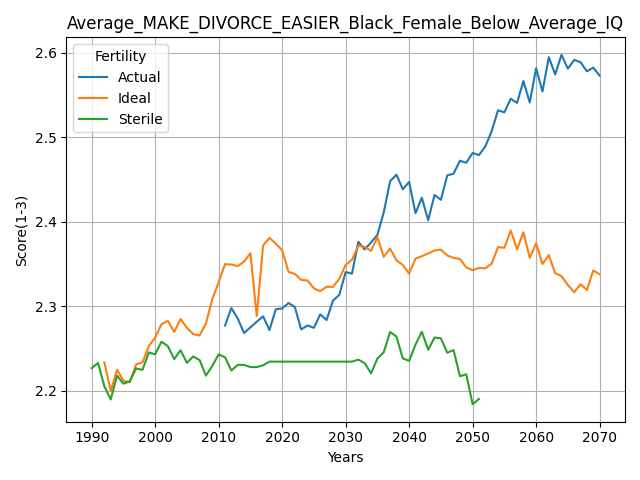 Average_MAKE_DIVORCE_EASIER_Black_Female_Below_Average_IQ
Fertility
Actual
Ideal
Sterile
Score(1-3)
2.6
2.5
2.4
2.3
2.2
1990 2000 2010 2020 2030 2040 2050 2060 2070
Years